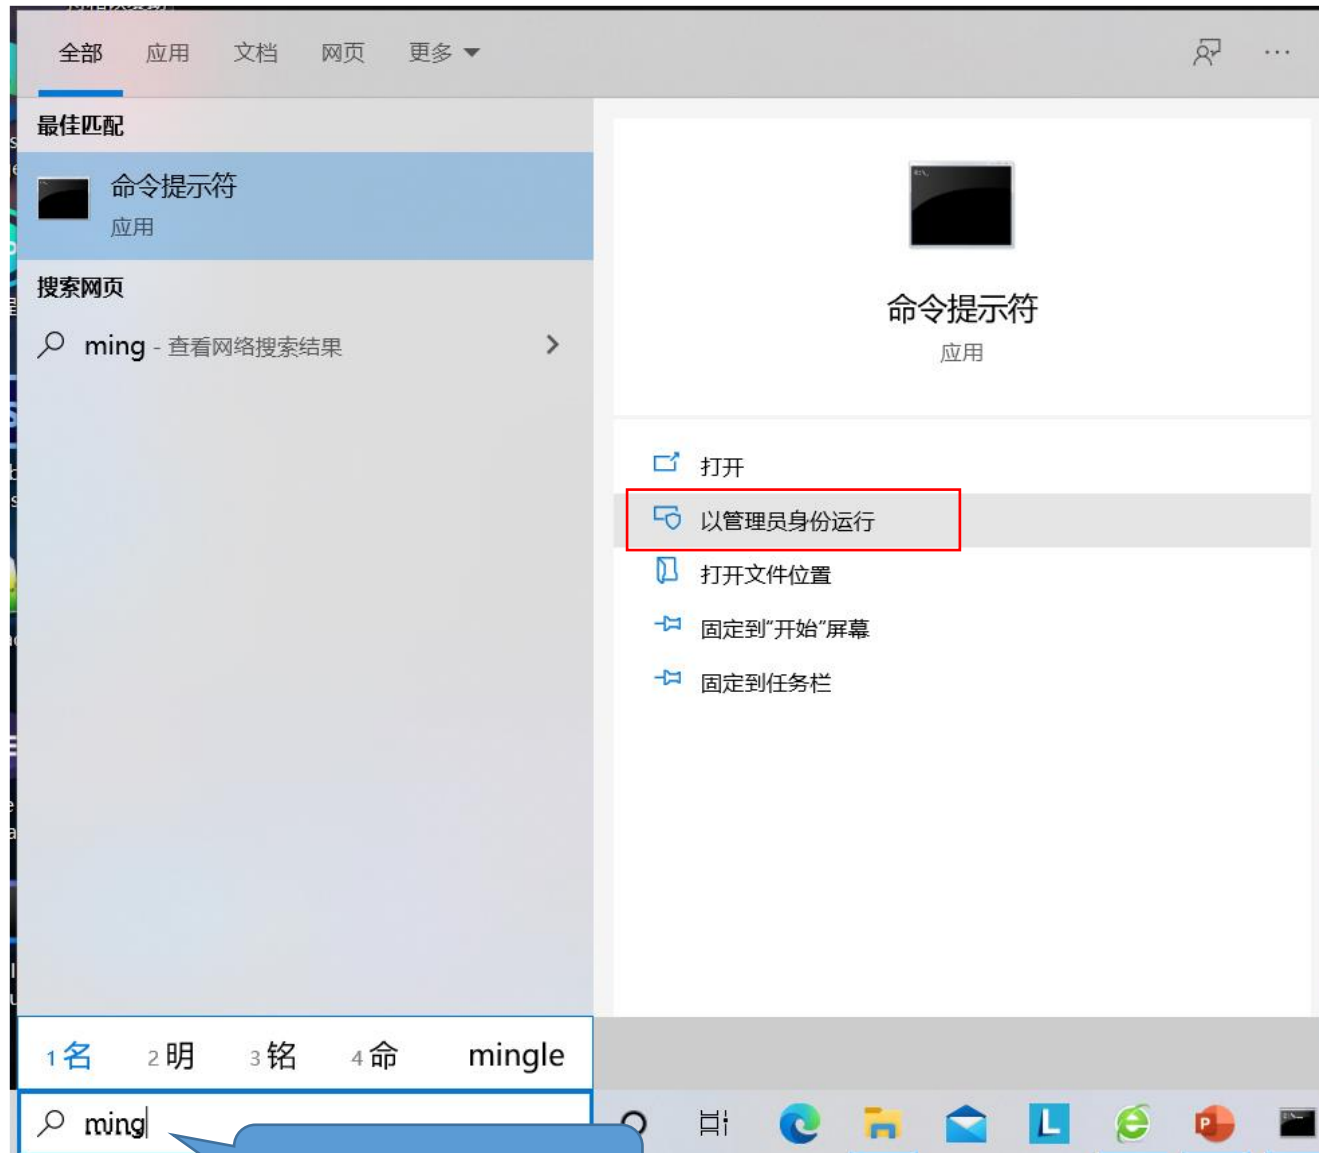 全部 应用 文档 网页 更多
最佳匹配
命令提示符
应用
搜索网页
ming - 查看网络搜索结果
命令提示符
应用
打开
以管理员身份运行
打开文件位置
固定到"开始"屏幕
固定到任务栏
1 名 2 明 3 铭 4 命 mingle
ming